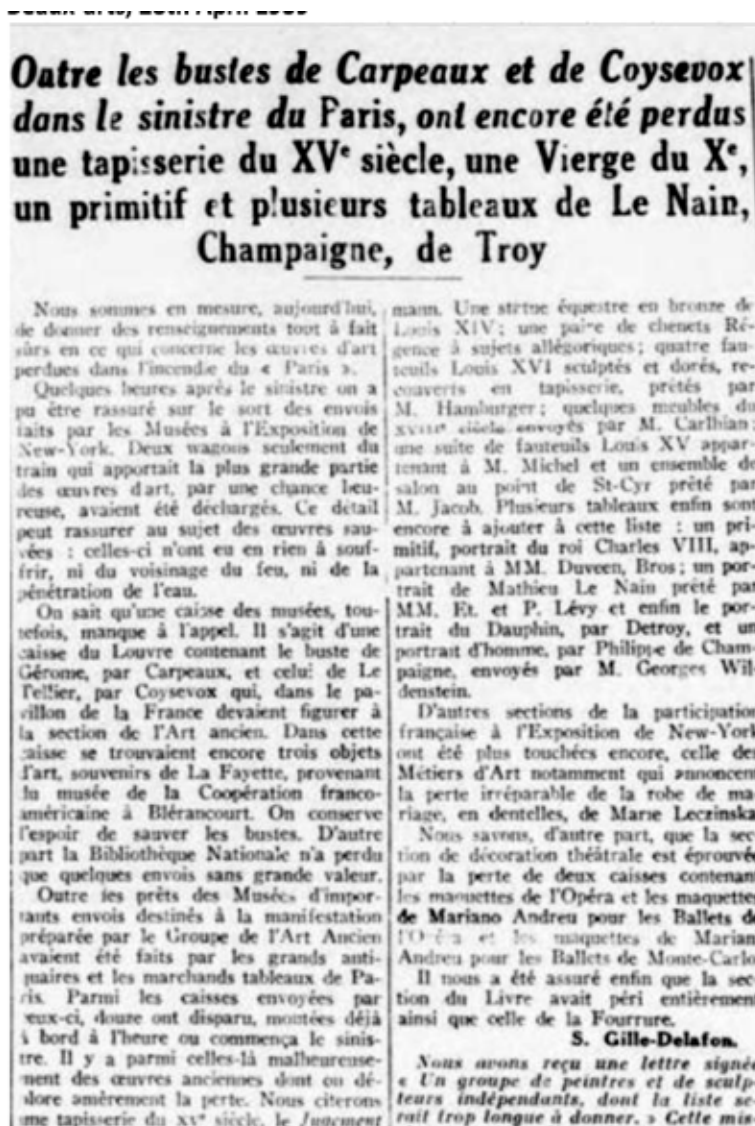 Outre les bustes de Carpeaux et de Coysevox
dans le sinistre du Paris, ont encore été perdus
une tapisserie du XVe siècle, une Vierge du Xe,
un primitif et plusieurs tableaux de Le Nain,
Champaigne, de Troy
Nous sommes en mesure, aujourd'hui,
de donner des renseignements tout à fait
sûrs en ce qui concerne les œuvres d'art
perdues dans l'incendie du « Paris ».
Quelques heures après le sinistre on a
pu être rassuré sur le sort des envois
faits par les Musées à l'Exposition de
New-York. Deux wagons seulement du
train qui apportait la plus grande partie
des œuvres d'art, par une chance heu-
reuse, avaient été déchargés. Ce détail
peut rassurer au sujet des œuvres sau-
vées : celles-ci n'ont eu en rien à souf-
frir, ni du voisinage du feu, ni de la
pénétration de l'eau.
On sait qu'une caisse des musées, tou-
tefois, manque à l'appel. Il s'agit d'une
caisse du Louvre contenant le buste de
Gérome, par Carpeaux, et celui de Le
Tellier, par Coysevox qui, dans le pa-
villon de la France devaient figurer à
la section de l'Art ancien. Dans cette
caisse se trouvaient encore trois objets
d'art, souvenirs de La Fayette, provenant
du musée de la Coopération franco-
américaine à Blérancourt. On conserve
l'espoir de sauver les bustes. D'autre
part la Bibliothèque Nationale n'a perdu
que quelques envois sans grande valeur.
Outre les prêts des Musées d'impor-
tants envois destinés à la manifestation
préparée par le Groupe de l'Art Ancien
avaient été faits par les grands anti-
quaires et les marchands tableaux de Pa-
ris. Parmi les caisses envoyées par
ceux-ci, douze ont disparu, montées déjà
à bord à l'heure ou commença le sinis-
tre. Il y a parmi celles-là malheureuse-
ment des œuvres anciennes dont on dé-
plore amèrement la perte. Nous citerons
une tapisserie du XVe siècle, le Jugement
mann. Une statue équestre en bronze de
Louis XIV; une paire de chenets Ré-
gence à sujets allégoriques; quatre fau-
teuils Louis XVI sculptés et dorés, re-
couverts en tapisserie, prêtés par
M. Hamburger; quelques meubles du
XVIIIe siècle envoyés par M. Carlhian;
une suite de fauteuils Louis XV appar-
tenant à M. Michel et un ensemble de
salon au point de St-Cyr prêté par
M. Jacob. Plusieurs tableaux enfin sont
encore à ajouter à cette liste : un pri-
mitif, portrait du roi Charles VIII, ap-
partenant à MM. Duveen, Bros; un por-
trait de Mathieu Le Nain prêté par
MM. Et. et P. Lévy et enfin le por-
trait du Dauphin, par Detroy, et un
portrait d'homme, par Philippe de Cham-
paigne, envoyés par M. Georges Wil-
denstein.
D'autres sections de la participation
française à l'Exposition de New-York
ont été plus touchées encore, celle des
Métiers d'Art notamment qui annoncent
la perte irréparable de la robe de ma-
riage, en dentelles, de Marie Leczinska.
Nous savons, d'autre part, que la sec-
tion de décoration théâtrale est éprouvée
par la perte de deux caisses contenant
les maquettes de l'Opéra et les maquettes
de Mariano Andreu pour les Ballets de
l'Opéra et les maquettes de Mariano
Andreu pour les Ballets de Monte-Carlo.
Il nous a été assuré enfin que la sec-
tion du Livre avait péri entièrement
ainsi que celle de la Fourrure.
S. Gille-Delafon.
Nous avons reçu une lettre signée
« Un groupe de peintres et de sculp-
teurs indépendants, dont la liste se-
rait trop longue à donner. » Cette mis-